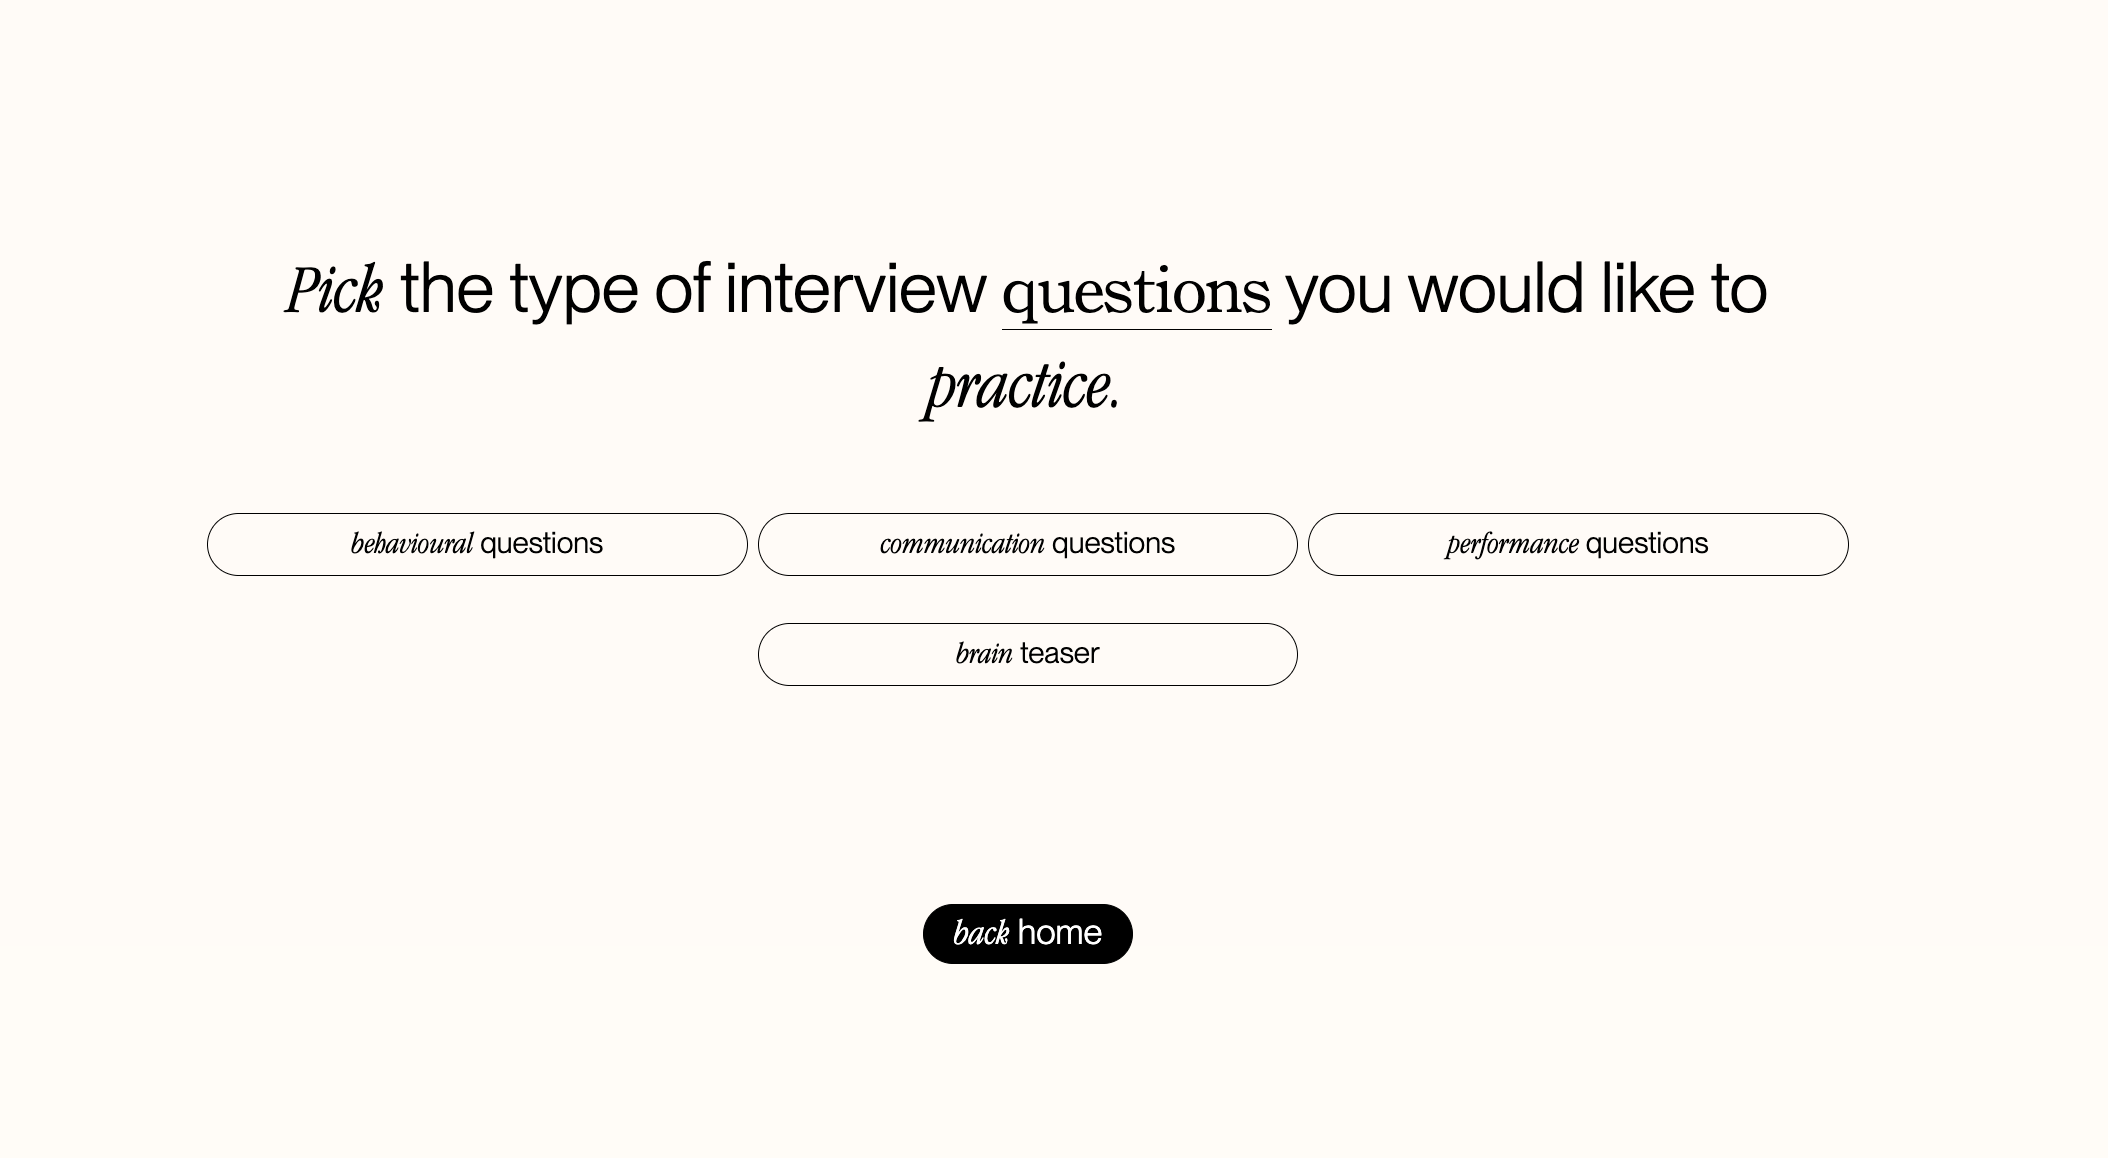 Pick the type of interview questions you would like to
practice.
behavioural questions
communication questions
performance questions
brain teaser
back home